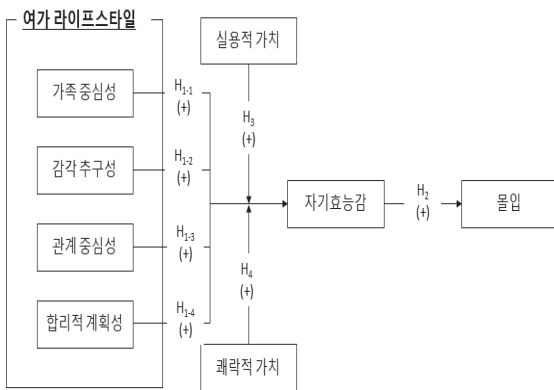 여가 라이프스타일
실용적 가치
가족 중심성
H1-1
(+)
H3
(+)
감각 추구성
H1-2
(+)
자기효능감
H2
(+)
몰입
관계 중심성
H1-3
(+)
H4
(+)
합리적 계획성
H1-4
(+)
쾌락적 가치